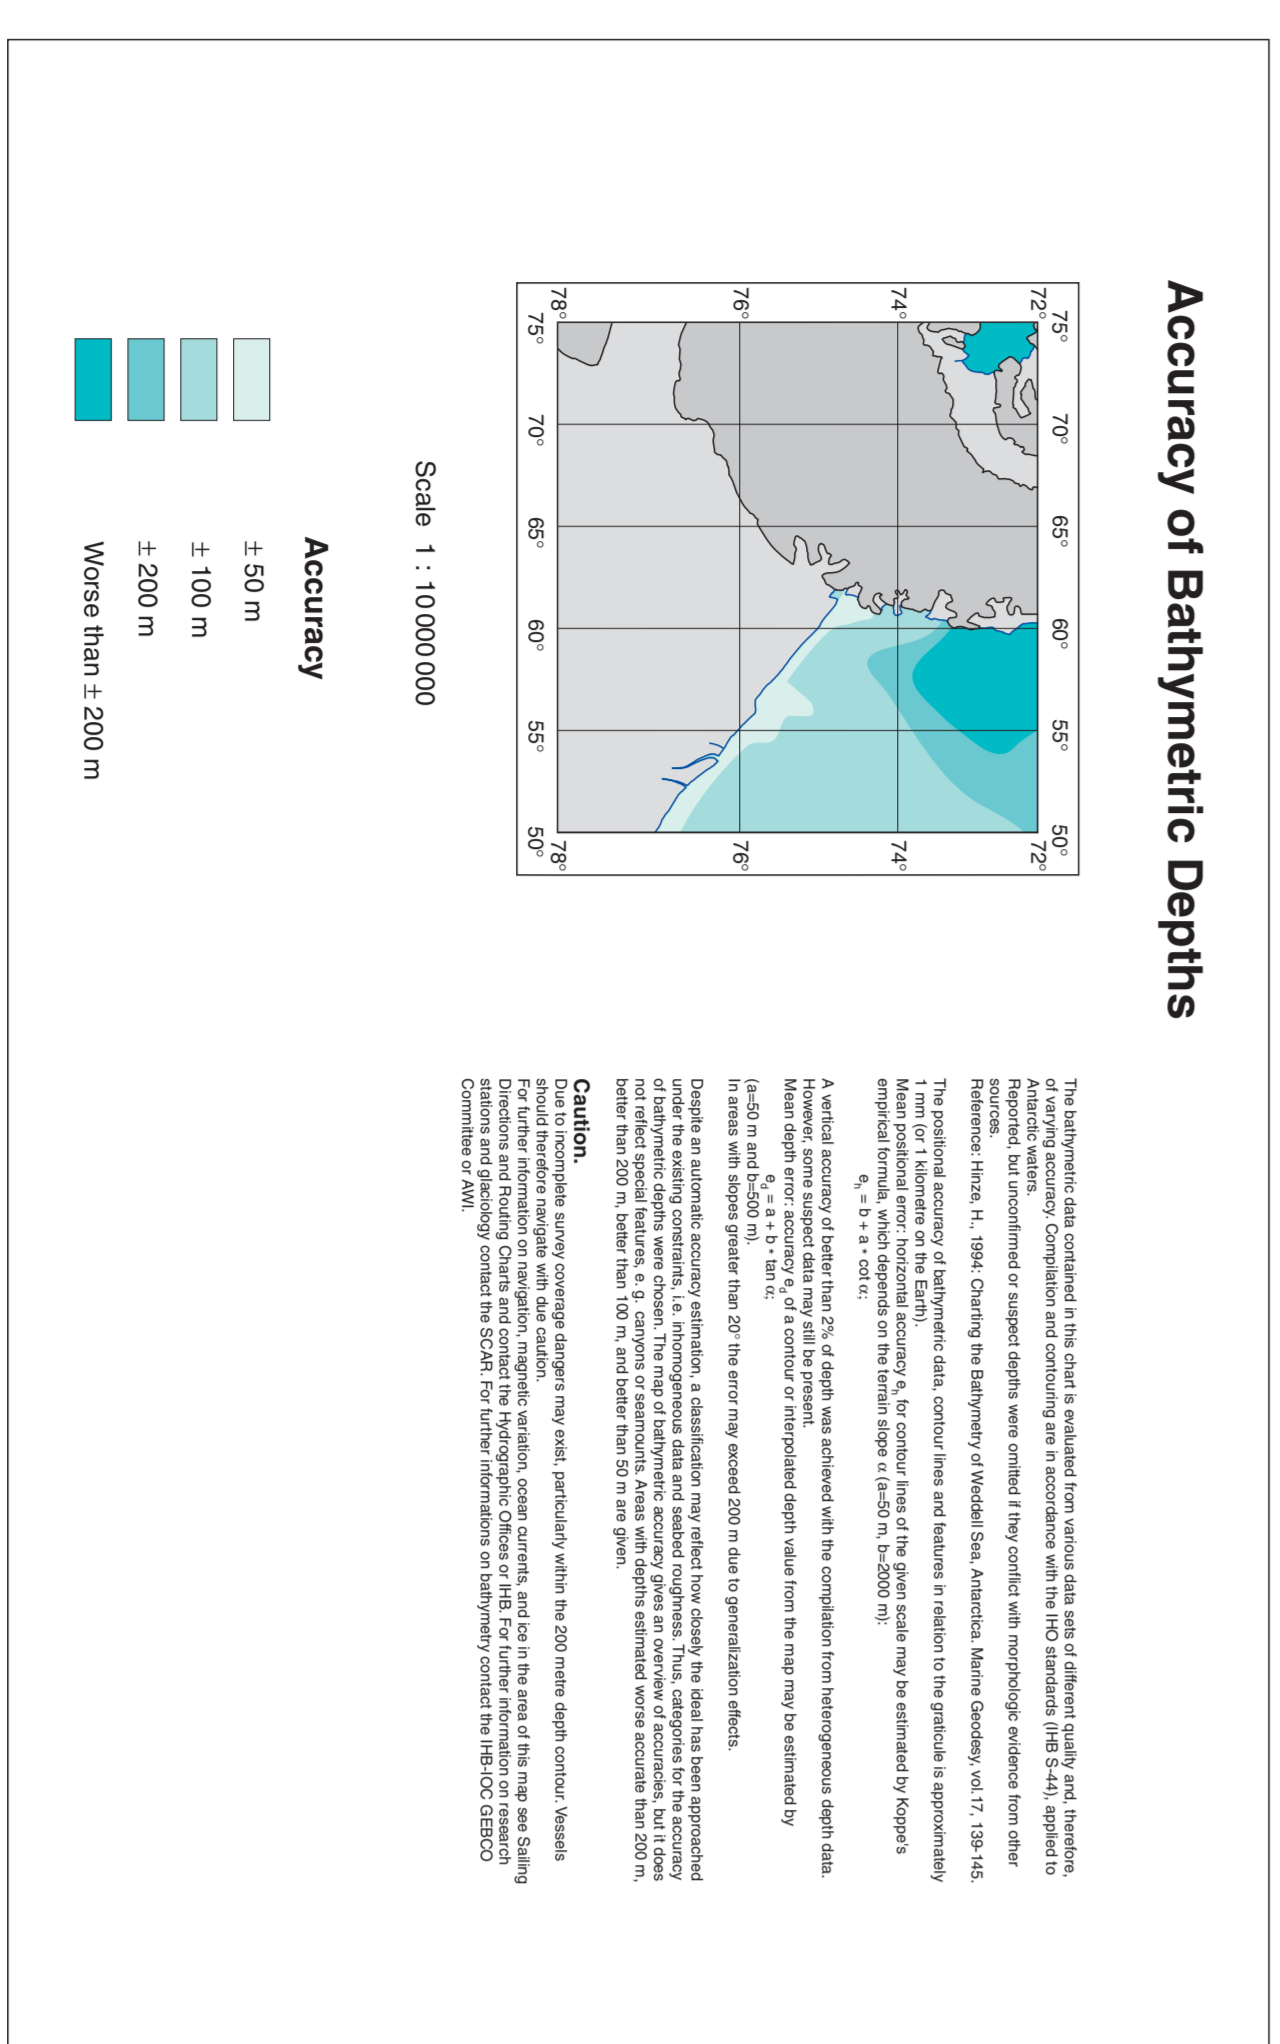 Accuracy of Bathymetric Depths
75° 70° 65° 60° 55° 50°
72° 72°
74° 74°
76° 76°
78° 78°
75° 70° 65° 60° 55° 50°
Scale 1 : 10 000 000
Accuracy
± 50 m
± 100 m
± 200 m
Worse than ± 200 m
The bathymetric data contained in this chart is evaluated from various data sets of different quality and, therefore,
of varying accuracy. Compilation and contouring are in accordance with the IHO standards (IHB S-44), applied to
Antarctic waters.
Reported, but unconfirmed or suspect depths were omitted if they conflict with morphologic evidence from other
sources.
Reference: Hinze, H., 1994: Charting the Bathymetry of Weddell Sea, Antarctica. Marine Geodesy, vol.17, 139-145.
The positional accuracy of bathymetric data, contour lines and features in relation to the graticule is approximately
1 mm (or 1 kilometre on the Earth).
Mean positional error: horizontal accuracy eₕ for contour lines of the given scale may be estimated by Koppe's
empirical formula, which depends on the terrain slope α (a=50 m, b=2000 m):
eₕ = b + a * cot α;
A vertical accuracy of better than 2% of depth was achieved with the compilation from heterogeneous depth data.
However, some suspect data may still be present.
Mean depth error: accuracy e_d of a contour or interpolated depth value from the map may be estimated by
e_d = a + b * tan α;
(a=50 m and b=500 m).
In areas with slopes greater than 20° the error may exceed 200 m due to generalization effects.
Despite an automatic accuracy estimation, a classification may reflect how closely the ideal has been approached
under the existing constraints, i.e. inhomogeneous data and seabed roughness. Thus, categories for the accuracy
of bathymetric depths were chosen. The map of bathymetric accuracy gives an overview of accuracies, but it does
not reflect special features, e. g. canyons or seamounts. Areas with depths estimated worse accurate than 200 m,
better than 200 m, better than 100 m, and better than 50 m are given.
Caution.
Due to incomplete survey coverage dangers may exist, particularly within the 200 metre depth contour. Vessels
should therefore navigate with due caution.
For further information on navigation, magnetic variation, ocean currents, and ice in the area of this map see Sailing
Directions and Routing Charts and contact the Hydrographic Offices or IHB. For further information on research
stations and glaciology contact the SCAR. For further informations on bathymetry contact the IHB-IOC GEBCO
Committee or AWI.